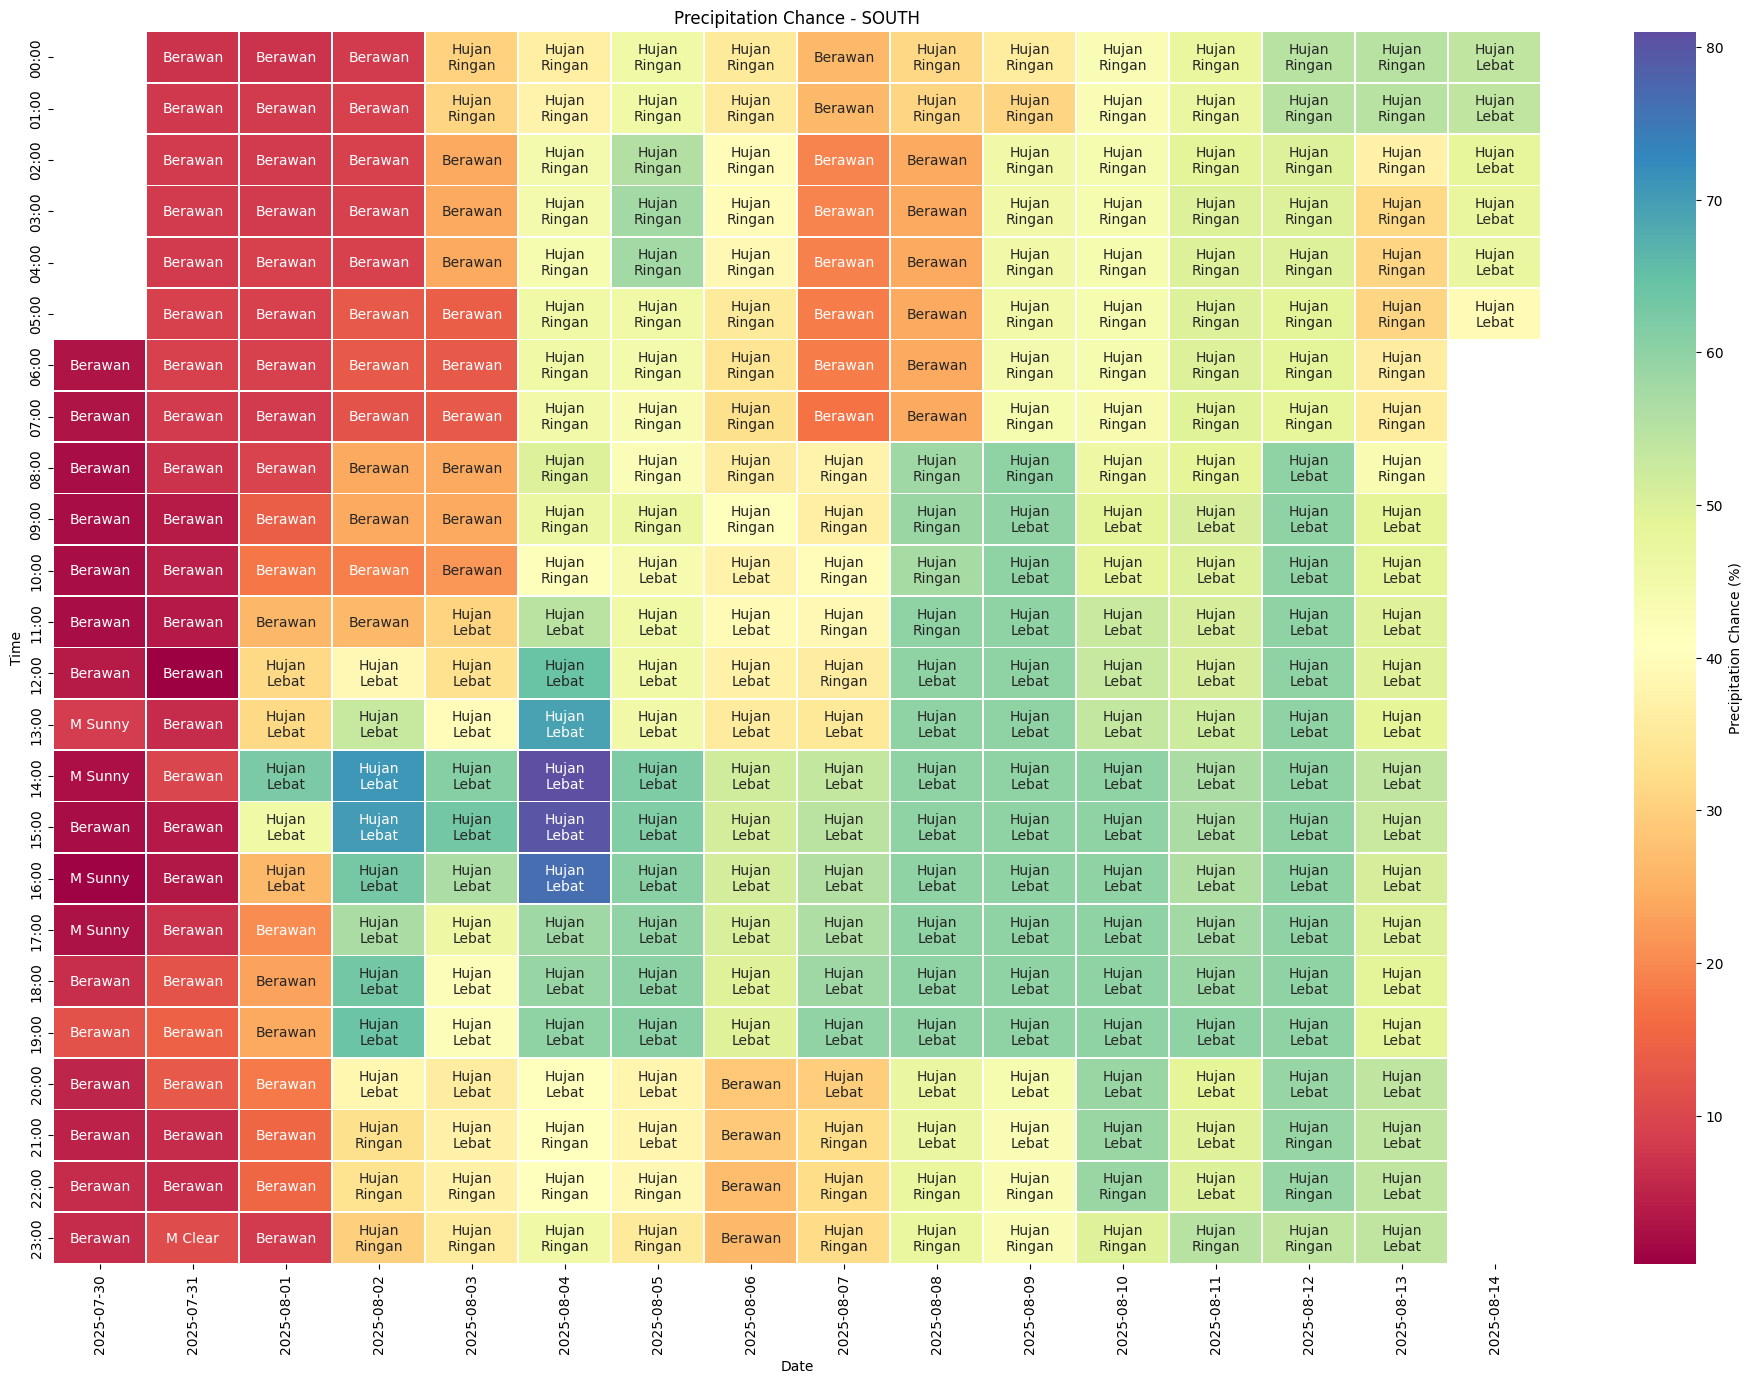 Precipitation Chance - SOUTH
00:00 Berawan Berawan Berawan Hujan Ringan Hujan Ringan Hujan Ringan Hujan Ringan Berawan Hujan Ringan Hujan Ringan Hujan Ringan Hujan Ringan Hujan Ringan Hujan Ringan Hujan Lebat
01:00 Berawan Berawan Berawan Hujan Ringan Hujan Ringan Hujan Ringan Hujan Ringan Berawan Hujan Ringan Hujan Ringan Hujan Ringan Hujan Ringan Hujan Ringan Hujan Ringan Hujan Lebat
02:00 Berawan Berawan Berawan Berawan Hujan Ringan Hujan Ringan Hujan Ringan Berawan Berawan Hujan Ringan Hujan Ringan Hujan Ringan Hujan Ringan Hujan Ringan Hujan Lebat
03:00 Berawan Berawan Berawan Berawan Hujan Ringan Hujan Ringan Hujan Ringan Berawan Berawan Hujan Ringan Hujan Ringan Hujan Ringan Hujan Ringan Hujan Ringan Hujan Lebat
04:00 Berawan Berawan Berawan Berawan Hujan Ringan Hujan Ringan Hujan Ringan Berawan Berawan Hujan Ringan Hujan Ringan Hujan Ringan Hujan Ringan Hujan Ringan Hujan Lebat
05:00 Berawan Berawan Berawan Berawan Hujan Ringan Hujan Ringan Hujan Ringan Berawan Berawan Hujan Ringan Hujan Ringan Hujan Ringan Hujan Ringan Hujan Ringan Hujan Lebat
06:00 Berawan Berawan Berawan Berawan Berawan Hujan Ringan Hujan Ringan Hujan Ringan Berawan Berawan Hujan Ringan Hujan Ringan Hujan Ringan Hujan Ringan Hujan Ringan
07:00 Berawan Berawan Berawan Berawan Berawan Hujan Ringan Hujan Ringan Hujan Ringan Berawan Berawan Hujan Ringan Hujan Ringan Hujan Ringan Hujan Ringan Hujan Ringan
08:00 Berawan Berawan Berawan Berawan Berawan Hujan Ringan Hujan Ringan Hujan Ringan Hujan Ringan Hujan Ringan Hujan Ringan Hujan Ringan Hujan Ringan Hujan Lebat Hujan Ringan
09:00 Berawan Berawan Berawan Berawan Berawan Hujan Ringan Hujan Ringan Hujan Ringan Hujan Ringan Hujan Ringan Hujan Lebat Hujan Lebat Hujan Lebat Hujan Lebat Hujan Lebat
10:00 Berawan Berawan Berawan Berawan Berawan Hujan Ringan Hujan Lebat Hujan Lebat Hujan Ringan Hujan Ringan Hujan Lebat Hujan Lebat Hujan Lebat Hujan Lebat Hujan Lebat
11:00 Berawan Berawan Berawan Berawan Hujan Lebat Hujan Lebat Hujan Lebat Hujan Lebat Hujan Ringan Hujan Ringan Hujan Lebat Hujan Lebat Hujan Lebat Hujan Lebat Hujan Lebat
12:00 Berawan Berawan Hujan Lebat Hujan Lebat Hujan Lebat Hujan Lebat Hujan Lebat Hujan Lebat Hujan Ringan Hujan Lebat Hujan Lebat Hujan Lebat Hujan Lebat Hujan Lebat Hujan Lebat
13:00 M Sunny Berawan Hujan Lebat Hujan Lebat Hujan Lebat Hujan Lebat Hujan Lebat Hujan Lebat Hujan Lebat Hujan Lebat Hujan Lebat Hujan Lebat Hujan Lebat Hujan Lebat Hujan Lebat
14:00 M Sunny Berawan Hujan Lebat Hujan Lebat Hujan Lebat Hujan Lebat Hujan Lebat Hujan Lebat Hujan Lebat Hujan Lebat Hujan Lebat Hujan Lebat Hujan Lebat Hujan Lebat Hujan Lebat
15:00 Berawan Berawan Hujan Lebat Hujan Lebat Hujan Lebat Hujan Lebat Hujan Lebat Hujan Lebat Hujan Lebat Hujan Lebat Hujan Lebat Hujan Lebat Hujan Lebat Hujan Lebat Hujan Lebat
16:00 M Sunny Berawan Hujan Lebat Hujan Lebat Hujan Lebat Hujan Lebat Hujan Lebat Hujan Lebat Hujan Lebat Hujan Lebat Hujan Lebat Hujan Lebat Hujan Lebat Hujan Lebat Hujan Lebat
17:00 M Sunny Berawan Berawan Hujan Lebat Hujan Lebat Hujan Lebat Hujan Lebat Hujan Lebat Hujan Lebat Hujan Lebat Hujan Lebat Hujan Lebat Hujan Lebat Hujan Lebat Hujan Lebat
18:00 Berawan Berawan Berawan Hujan Lebat Hujan Lebat Hujan Lebat Hujan Lebat Hujan Lebat Hujan Lebat Hujan Lebat Hujan Lebat Hujan Lebat Hujan Lebat Hujan Lebat Hujan Lebat
19:00 Berawan Berawan Berawan Hujan Lebat Hujan Lebat Hujan Lebat Hujan Lebat Hujan Lebat Hujan Lebat Hujan Lebat Hujan Lebat Hujan Lebat Hujan Lebat Hujan Lebat Hujan Lebat
20:00 Berawan Berawan Berawan Hujan Lebat Hujan Lebat Hujan Lebat Hujan Lebat Berawan Hujan Lebat Hujan Lebat Hujan Lebat Hujan Lebat Hujan Lebat Hujan Lebat Hujan Lebat
21:00 Berawan Berawan Berawan Hujan Ringan Hujan Lebat Hujan Ringan Hujan Lebat Berawan Hujan Ringan Hujan Lebat Hujan Lebat Hujan Lebat Hujan Lebat Hujan Ringan Hujan Lebat
22:00 Berawan Berawan Berawan Hujan Ringan Hujan Ringan Hujan Ringan Hujan Ringan Berawan Hujan Ringan Hujan Ringan Hujan Ringan Hujan Ringan Hujan Lebat Hujan Ringan Hujan Lebat
23:00 Berawan M Clear Berawan Hujan Ringan Hujan Ringan Hujan Ringan Hujan Ringan Berawan Hujan Ringan Hujan Ringan Hujan Ringan Hujan Ringan Hujan Ringan Hujan Ringan Hujan Lebat
Time
2025-07-30 2025-07-31 2025-08-01 2025-08-02 2025-08-03 2025-08-04 2025-08-05 2025-08-06 2025-08-07 2025-08-08 2025-08-09 2025-08-10 2025-08-11 2025-08-12 2025-08-13 2025-08-14
Date
80
70
60
50
40
30
20
10
Precipitation Chance (%)